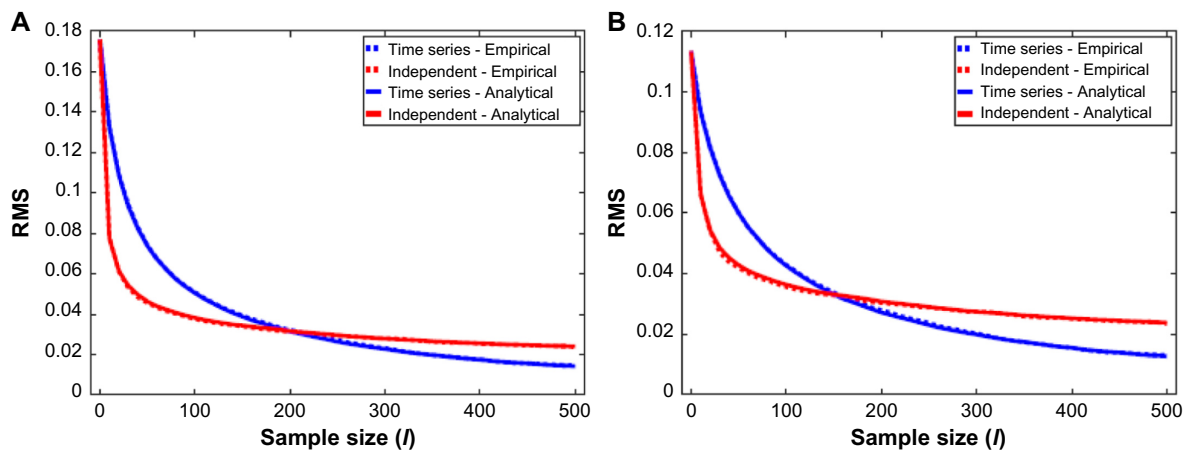 A
RMS
0.18
0.16
0.14
0.12
0.1
0.08
0.06
0.04
0.02
0
0 100 200 300 400 500
Sample size (l)
Time series - Empirical
Independent - Empirical
Time series - Analytical
Independent - Analytical
B
RMS
0.12
0.1
0.08
0.06
0.04
0.02
0
0 100 200 300 400 500
Sample size (l)
Time series - Empirical
Independent - Empirical
Time series - Analytical
Independent - Analytical